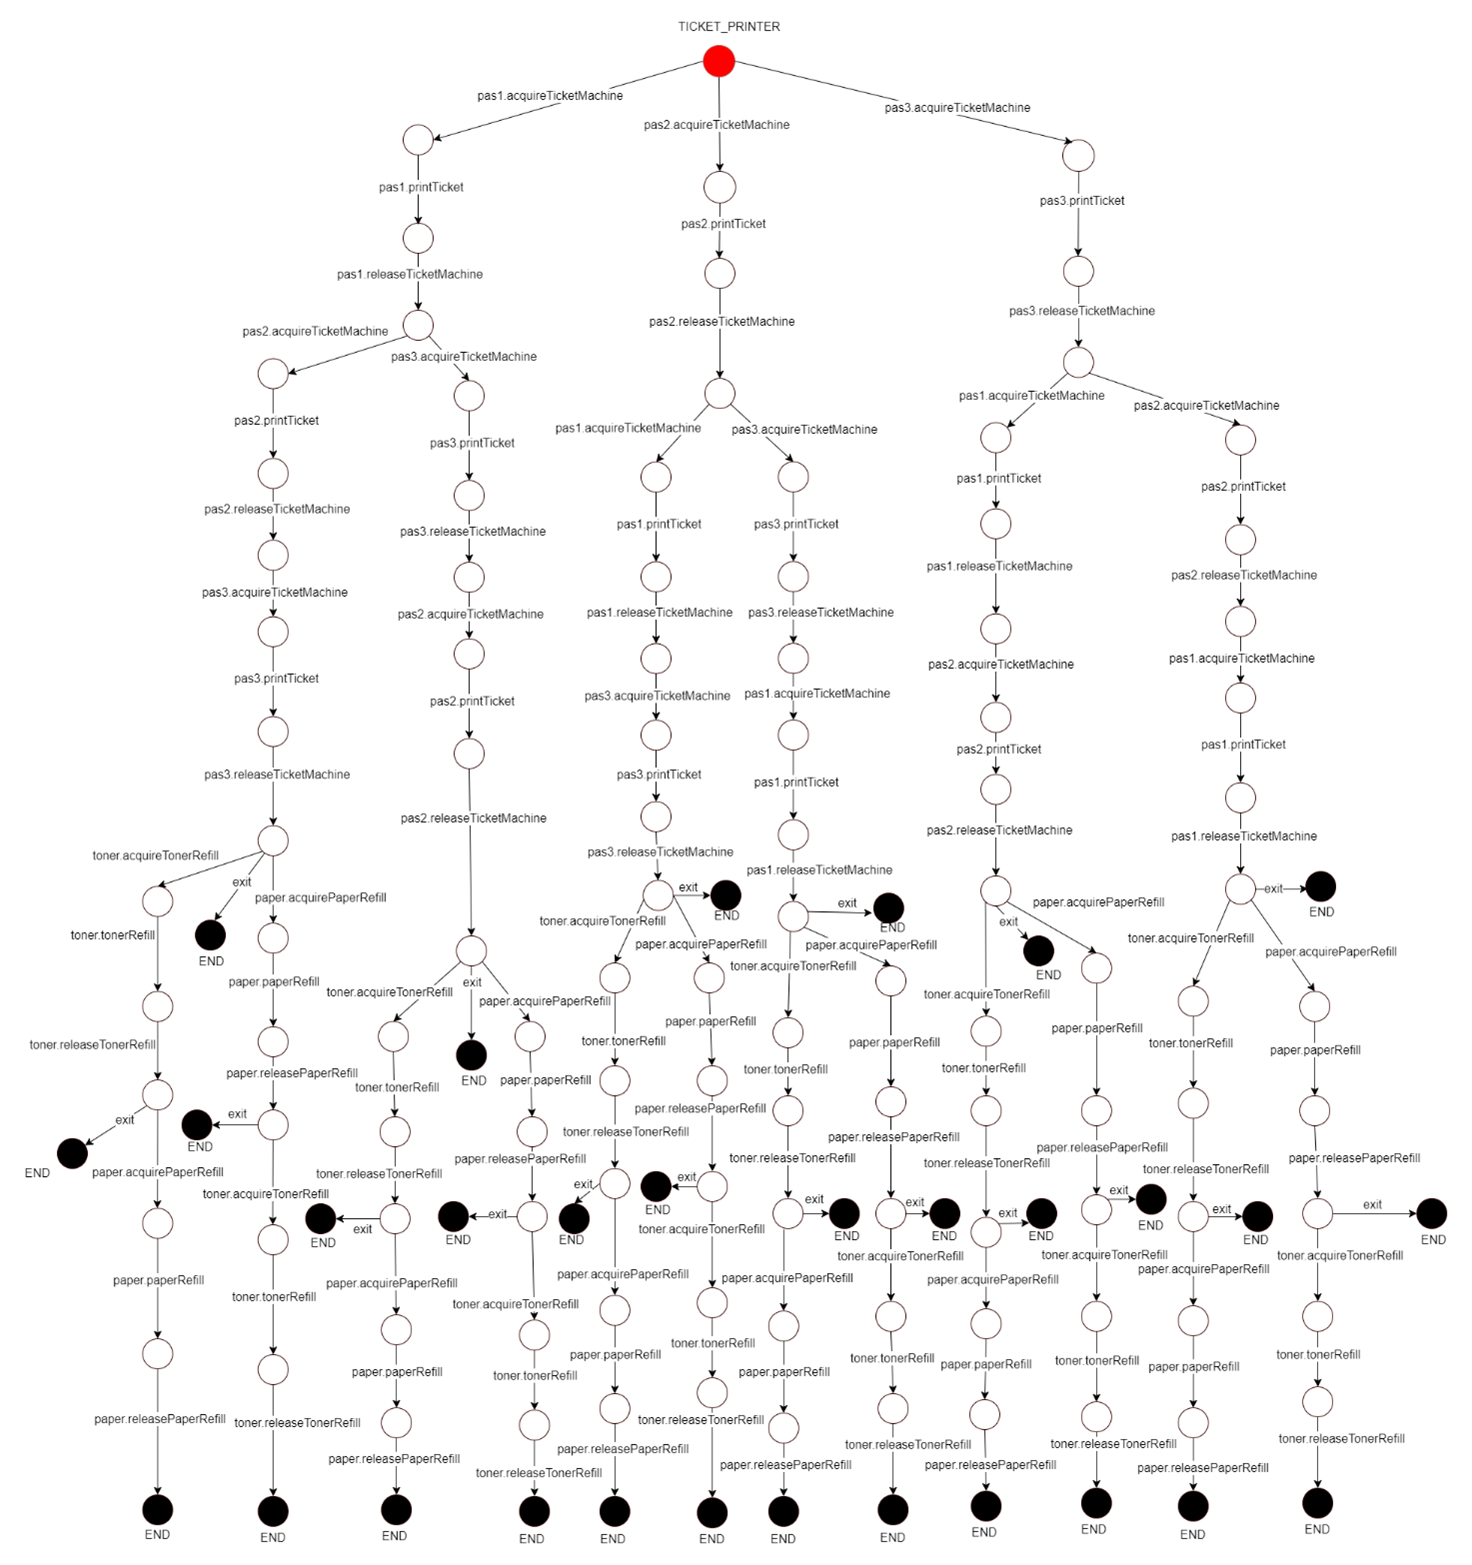 TICKET_PRINTER
pas1.acquireTicketMachine
pas3.acquireTicketMachine
pas2.acquireTicketMachine
pas1.printTicket
pas3.printTicket
pas2.printTicket
pas1.releaseTicketMachine
pas3.releaseTicketMachine
pas2.releaseTicketMachine
pas2.acquireTicketMachine
pas3.acquireTicketMachine
pas1.acquireTicketMachine
pas2.acquireTicketMachine
pas2.printTicket
pas1.acquireTicketMachine
pas3.acquireTicketMachine
pas3.printTicket
pas1.printTicket
pas2.printTicket
pas2.releaseTicketMachine
pas1.printTicket
pas3.printTicket
pas3.releaseTicketMachine
pas1.releaseTicketMachine
pas2.releaseTicketMachine
pas3.acquireTicketMachine
pas2.acquireTicketMachine
pas1.releaseTicketMachine
pas3.releaseTicketMachine
pas2.acquireTicketMachine
pas1.acquireTicketMachine
pas3.printTicket
pas3.acquireTicketMachine
pas1.acquireTicketMachine
pas2.printTicket
pas2.printTicket
pas1.printTicket
pas3.releaseTicketMachine
pas3.printTicket
pas1.printTicket
pas2.releaseTicketMachine
pas2.releaseTicketMachine
pas1.releaseTicketMachine
pas3.releaseTicketMachine
pas1.releaseTicketMachine
toner.acquireTonerRefill
exit
paper.acquirePaperRefill
exit
END
exit
END
paper.acquirePaperRefill
exit
END
toner.acquireTonerRefill
exit
END
toner.tonerRefill
END
paper.acquirePaperRefill
toner.acquireTonerRefill
paper.acquirePaperRefill
toner.acquireTonerRefill
paper.acquirePaperRefill
END
paper.paperRefill
toner.acquireTonerRefill
exit
paper.acquirePaperRefill
toner.acquireTonerRefill
toner.releaseTonerRefill
paper.releasePaperRefill
toner.tonerRefill
END
paper.paperRefill
toner.tonerRefill
paper.paperRefill
toner.tonerRefill
paper.paperRefill
toner.tonerRefill
paper.paperRefill
toner.tonerRefill
paper.paperRefill
exit
END
exit
END
paper.acquirePaperRefill
toner.acquireTonerRefill
toner.releaseTonerRefill
exit
END
paper.releasePaperRefill
exit
END
toner.releaseTonerRefill
exit
END
paper.releasePaperRefill
exit
END
toner.releaseTonerRefill
exit
END
paper.releasePaperRefill
exit
END
toner.releaseTonerRefill
exit
END
paper.releasePaperRefill
exit
END
toner.releaseTonerRefill
exit
END
paper.releasePaperRefill
exit
END
paper.paperRefill
toner.tonerRefill
paper.acquirePaperRefill
toner.acquireTonerRefill
paper.acquirePaperRefill
toner.acquireTonerRefill
paper.acquirePaperRefill
toner.acquireTonerRefill
paper.acquirePaperRefill
toner.acquireTonerRefill
paper.acquirePaperRefill
toner.acquireTonerRefill
paper.paperRefill
toner.tonerRefill
paper.paperRefill
toner.tonerRefill
paper.paperRefill
toner.tonerRefill
paper.paperRefill
toner.tonerRefill
paper.paperRefill
toner.tonerRefill
paper.releasePaperRefill
toner.releaseTonerRefill
paper.releasePaperRefill
toner.releaseTonerRefill
paper.releasePaperRefill
toner.releaseTonerRefill
paper.releasePaperRefill
toner.releaseTonerRefill
paper.releasePaperRefill
toner.releaseTonerRefill
paper.releasePaperRefill
toner.releaseTonerRefill
END
END
END
END
END
END
END
END
END
END
END
END